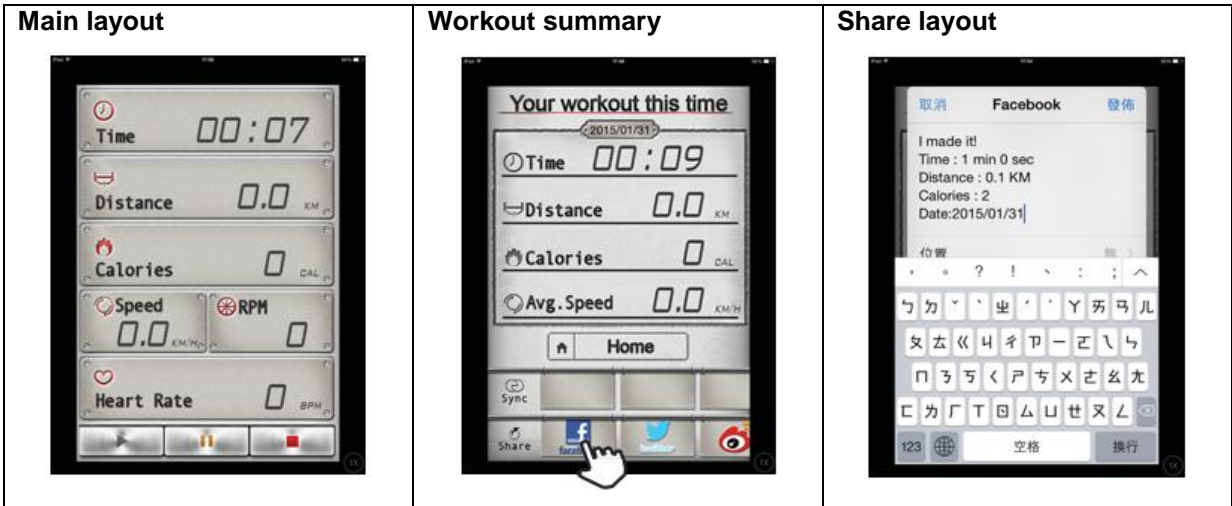 Main layout
Time 00:07
Distance 0.0 KM
Calories 0 CAL
Speed 0.0 KM/H
RPM 0
Heart Rate 0 BPM
1X
Workout summary
Your workout this time
2015/01/31
Time 00:09
Distance 0.0 KM
Calories 0 CAL
Avg.Speed 0.0 KM/H
Home
Sync
Share
1X
Share layout
取消 Facebook 發佈
I made it!
Time : 1 min 0 sec
Distance : 0.1 KM
Calories : 2
Date:2015/01/31
位置 無
， 。 ? ! 、 : ; ︿
ㄅ ㄉ ˇ ˋ ㄓ ˊ ˙ ㄚ ㄞ ㄢ ㄦ
ㄆ ㄊ ㄍ ㄐ ㄔ ㄗ ㄧ ㄛ ㄟ ㄣ
ㄇ ㄋ ㄎ ㄑ ㄕ ㄘ ㄨ ㄜ ㄠ ㄤ
ㄈ ㄌ ㄏ ㄒ ㄖ ㄙ ㄩ ㄝ ㄡ ㄥ
123 空格 換行
1X